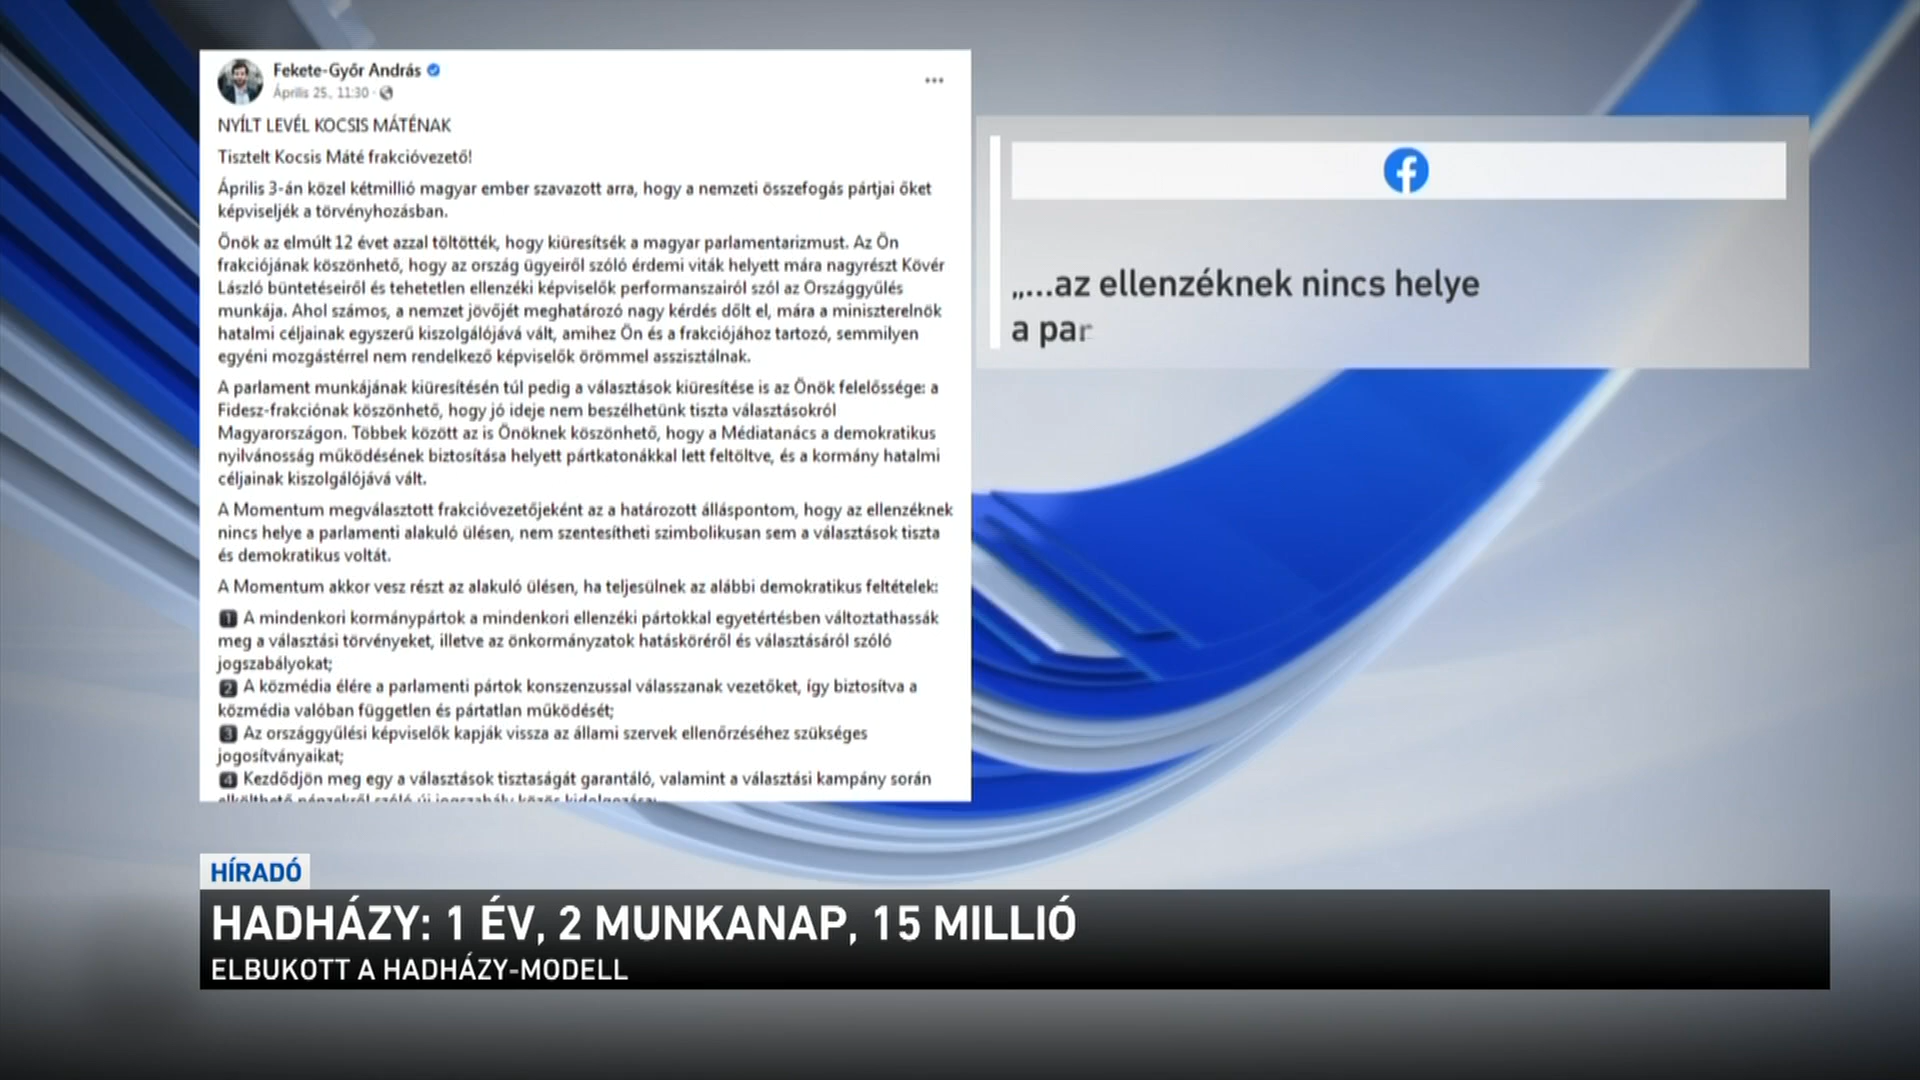 Fekete-Győr András
Április 25., 11:30 ·
NYÍLT LEVÉL KOCSIS MÁTÉNAK
Tisztelt Kocsis Máté frakcióvezető!
Április 3-án közel kétmillió magyar ember szavazott arra, hogy a nemzeti összefogás pártjai őket
képviseljék a törvényhozásban.
Önök az elmúlt 12 évet azzal töltötték, hogy kiüresítsék a magyar parlamentarizmust. Az Ön
frakciójának köszönhető, hogy az ország ügyeiről szóló érdemi viták helyett mára nagyrészt Kövér
László büntetéseiről és tehetetlen ellenzéki képviselők performanszairól szól az Országgyűlés
munkája. Ahol számos, a nemzet jövőjét meghatározó nagy kérdés dőlt el, mára a miniszterelnök
hatalmi céljainak egyszerű kiszolgálójává vált, amihez Ön és a frakciójához tartozó, semmilyen
egyéni mozgástérrel nem rendelkező képviselők örömmel asszisztálnak.
A parlament munkájának kiüresítésén túl pedig a választások kiüresítése is az Önök felelőssége: a
Fidesz-frakciónak köszönhető, hogy jó ideje nem beszélhetünk tiszta választásokról
Magyarországon. Többek között az is Önöknek köszönhető, hogy a Médiatanács a demokratikus
nyilvánosság működésének biztosítása helyett pártkatonákkal lett feltöltve, és a kormány hatalmi
céljainak kiszolgálójává vált.
A Momentum megválasztott frakcióvezetőjeként az a határozott álláspontom, hogy az ellenzéknek
nincs helye a parlamenti alakuló ülésen, nem szentesítheti szimbolikusan sem a választások tiszta
és demokratikus voltát.
A Momentum akkor vesz részt az alakuló ülésen, ha teljesülnek az alábbi demokratikus feltételek:
1 A mindenkori kormánypártok a mindenkori ellenzéki pártokkal egyetértésben változtathassák
meg a választási törvényeket, illetve az önkormányzatok hatásköréről és választásáról szóló
jogszabályokat;
2 A közmédia élére a parlamenti pártok konszenzussal válasszanak vezetőket, így biztosítva a
közmédia valóban független és pártatlan működését;
3 Az országgyűlési képviselők kapják vissza az állami szervek ellenőrzéséhez szükséges
jogosítványaikat;
4 Kezdődjön meg egy a választások tisztaságát garantáló, valamint a választási kampány során
elkölthető pénzekről szóló új jogszabály közös kidolgozása;
„...az ellenzéknek nincs helye
a par
HÍRADÓ
HADHÁZY: 1 ÉV, 2 MUNKANAP, 15 MILLIÓ
ELBUKOTT A HADHÁZY-MODELL